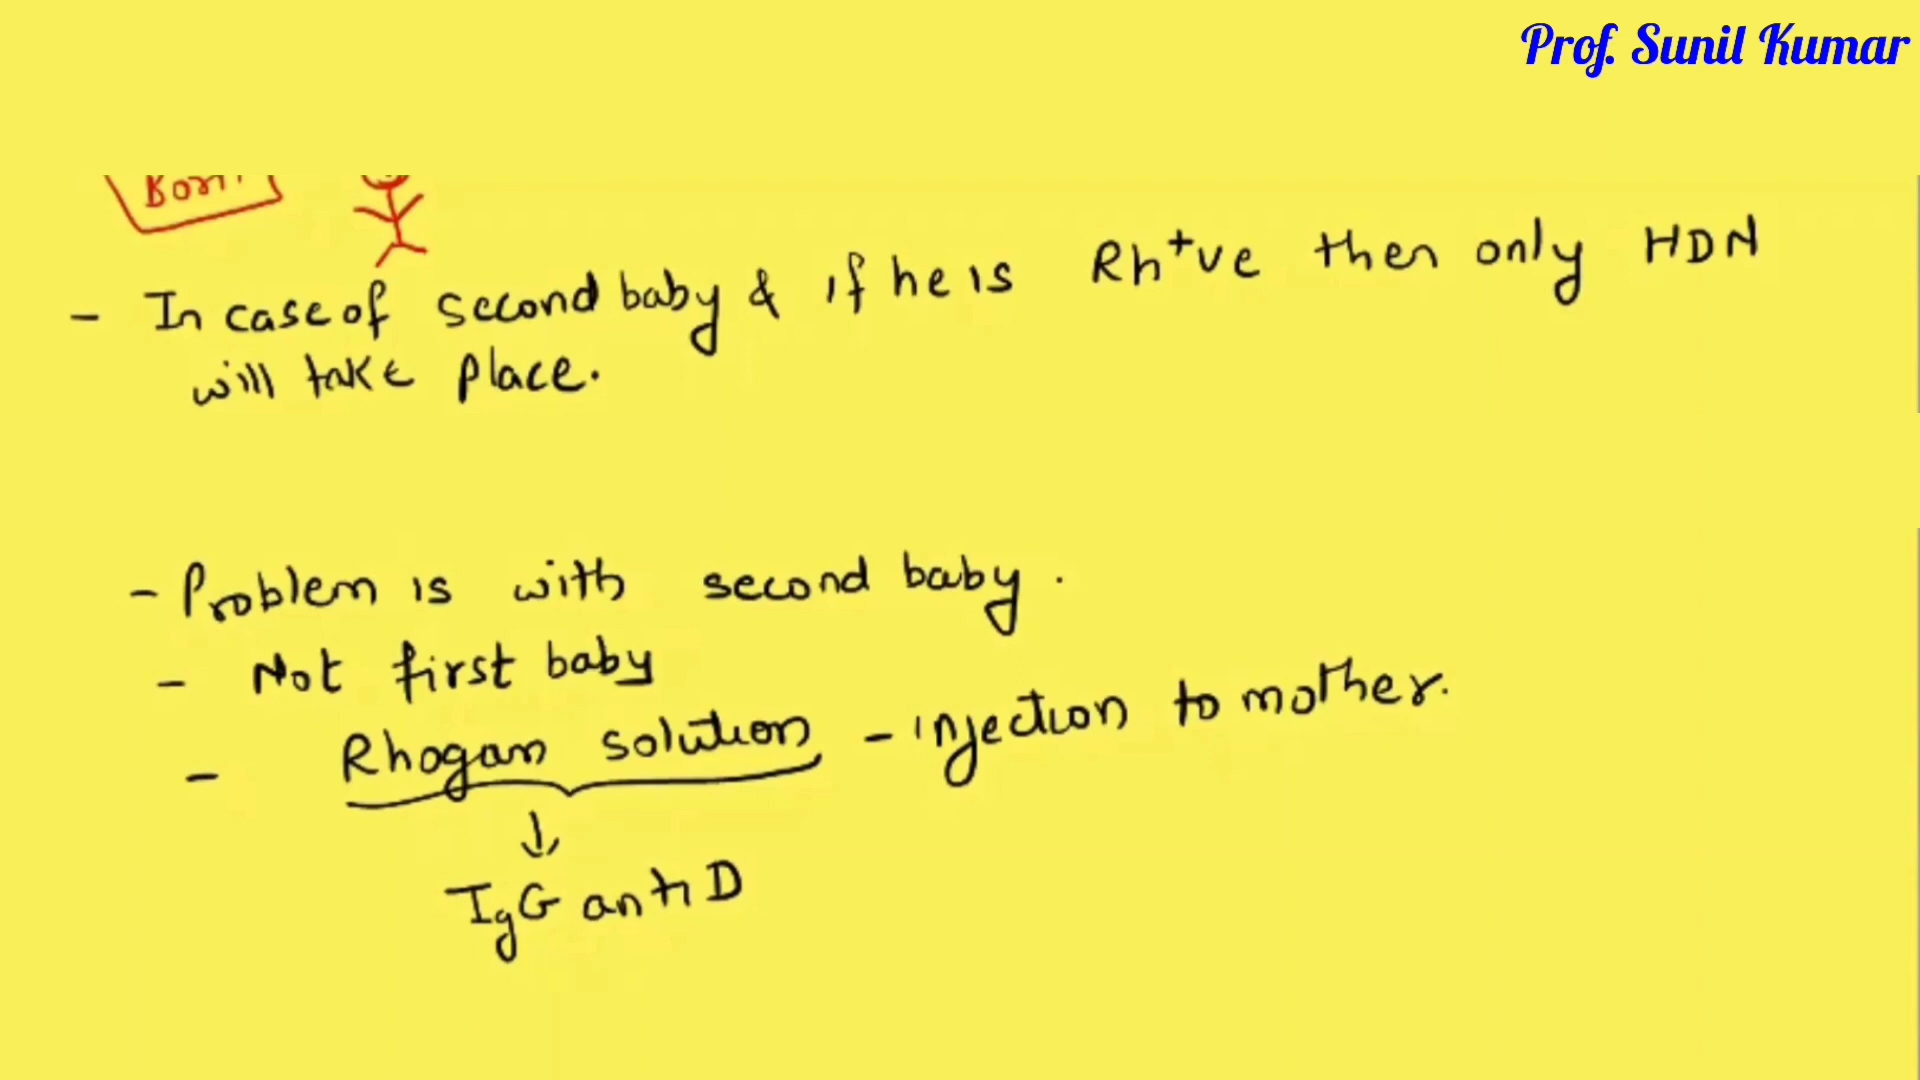 Prof. Sunil Kumar
Born
- In case of second baby & if he is Rh+ve then only HDN
will take place.
- Problem is with second baby.
- Not first baby
- Rhogam solution - injection to mother.
↓
IgG anti D